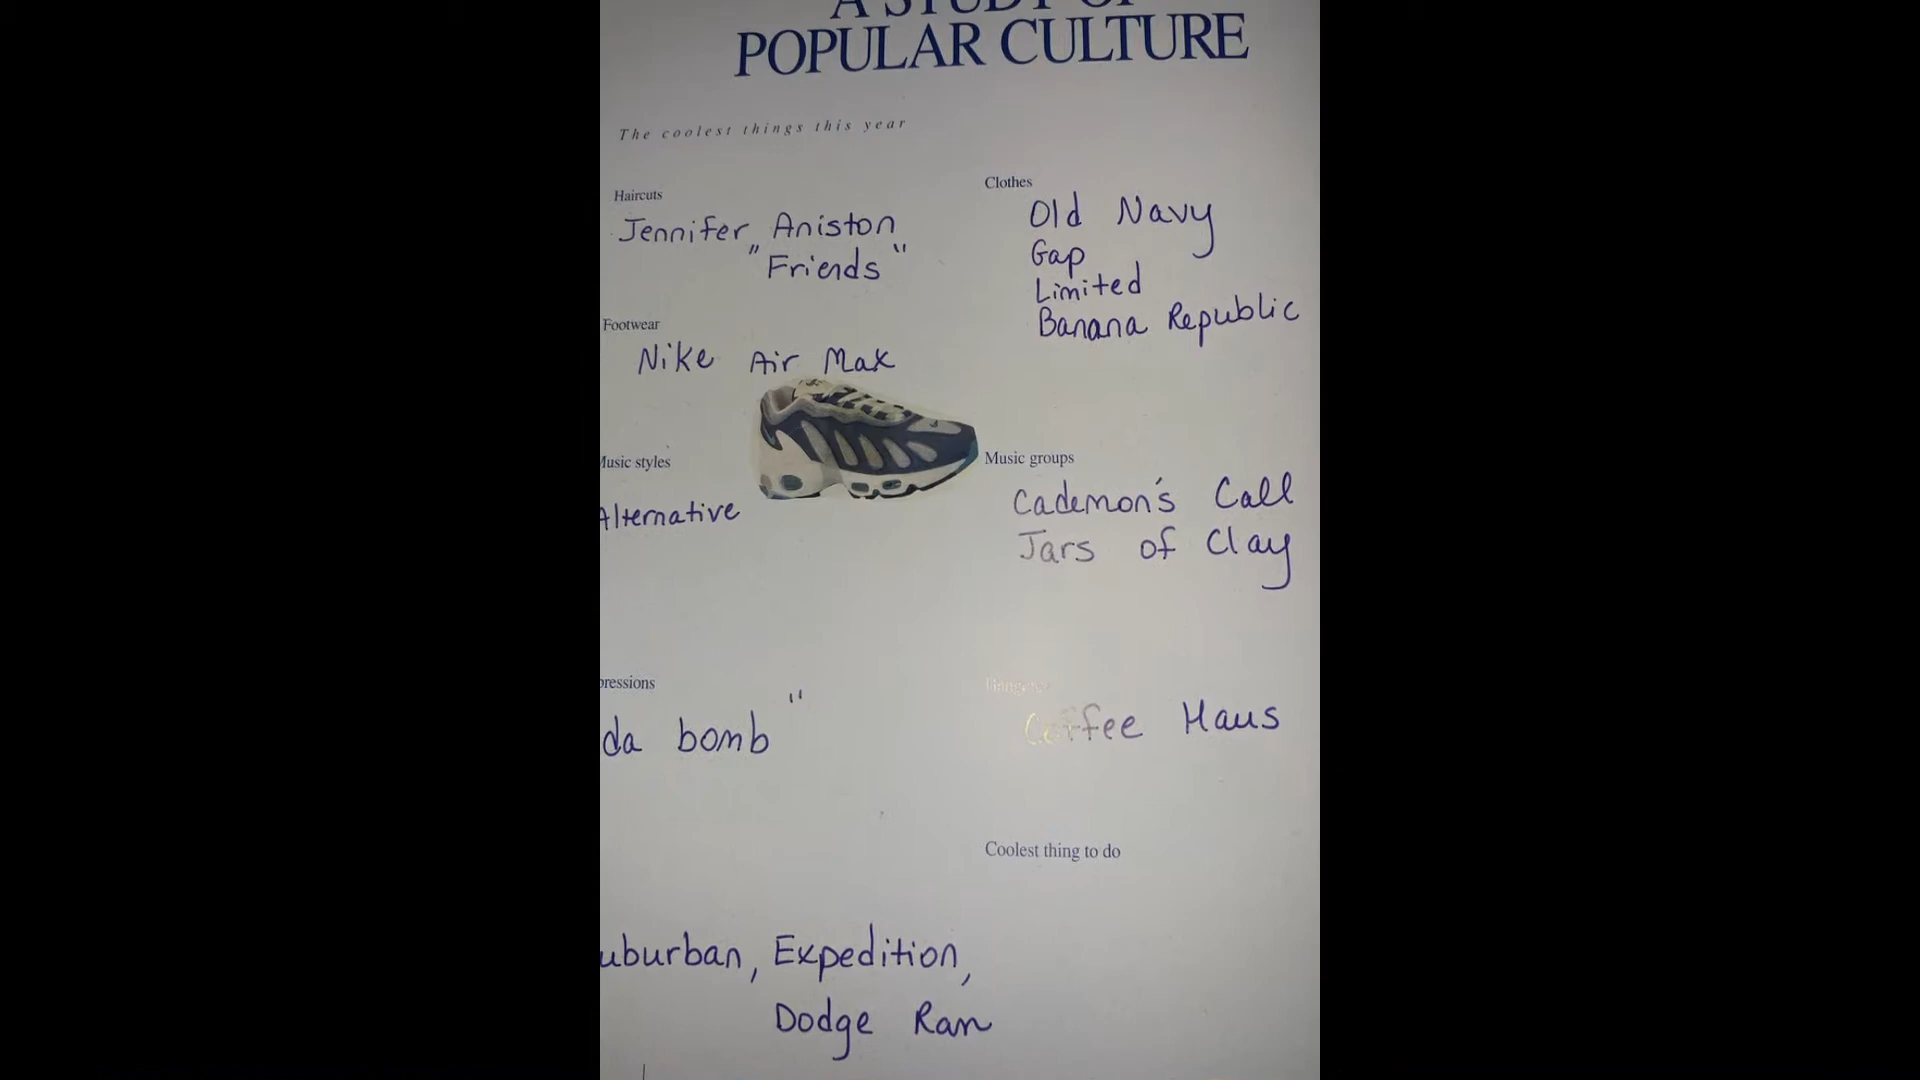 A STUDY OF
POPULAR CULTURE
The coolest things this year
Haircuts
Jennifer Aniston
"Friends"
Footwear
Nike Air Max
Music styles
Alternative
Clothes
Old Navy
Gap
Limited
Banana Republic
Music groups
Cademon's Call
Jars of Clay
pressions
da bomb"
Coffee Haus
Coolest thing to do
uburban, Expedition,
Dodge Ram